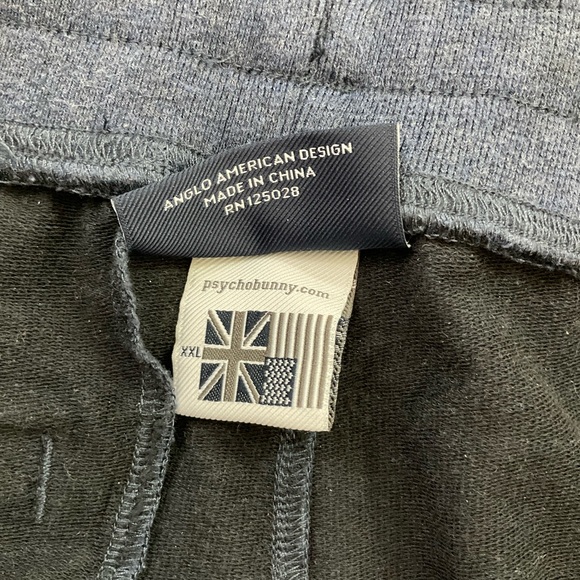 ANGLO AMERICAN DESIGN
MADE IN CHINA
RN125028
psychobunny.com
XXL